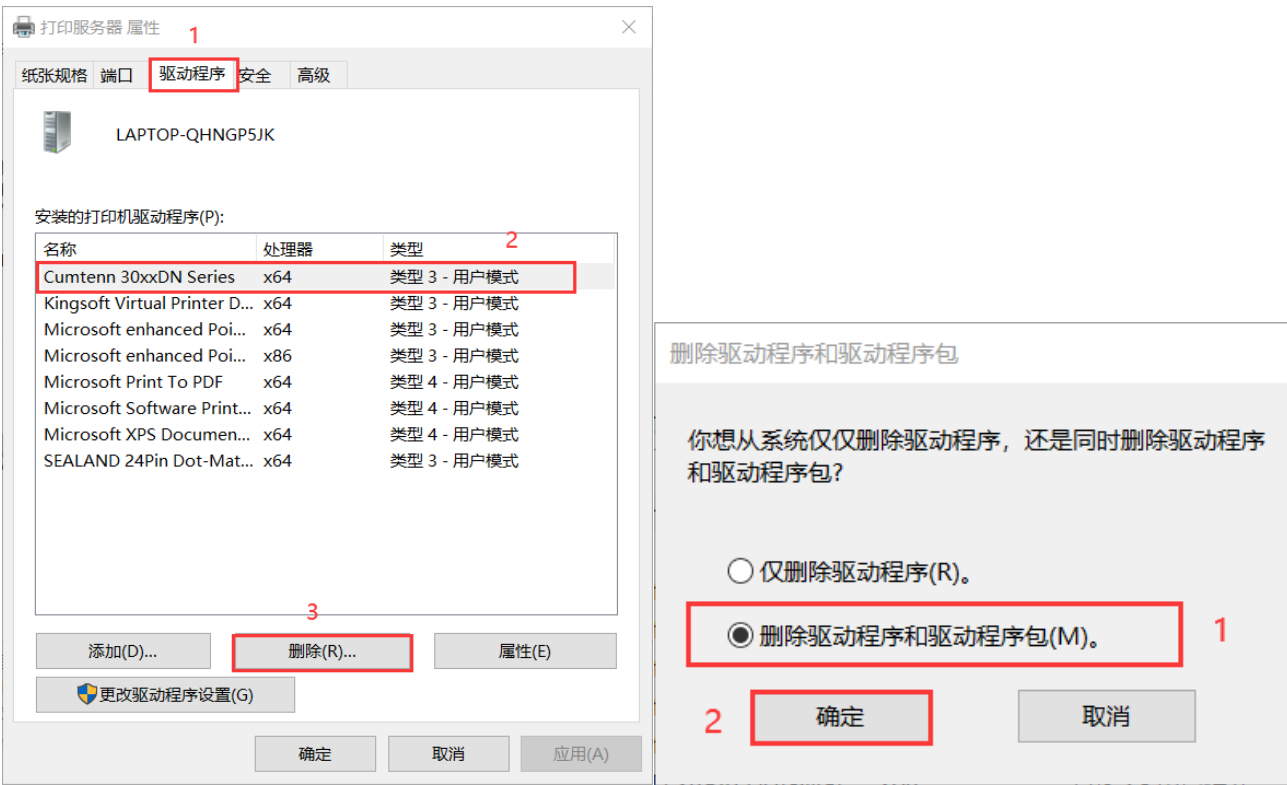 打印服务器 属性
1
纸张规格 端口 驱动程序 安全 高级
LAPTOP-QHNGP5JK
安装的打印机驱动程序(P):
2
名称 处理器 类型
Cumtenn 30xxDN Series x64 类型 3 - 用户模式
Kingsoft Virtual Printer D... x64 类型 3 - 用户模式
Microsoft enhanced Poi... x64 类型 3 - 用户模式
Microsoft enhanced Poi... x86 类型 3 - 用户模式
Microsoft Print To PDF x64 类型 4 - 用户模式
Microsoft Software Print... x64 类型 4 - 用户模式
Microsoft XPS Documen... x64 类型 4 - 用户模式
SEALAND 24Pin Dot-Mat... x64 类型 3 - 用户模式
3
添加(D)... 删除(R)... 属性(E)
更改驱动程序设置(G)
确定 取消 应用(A)
删除驱动程序和驱动程序包
你想从系统仅仅删除驱动程序，还是同时删除驱动程序
和驱动程序包?
仅删除驱动程序(R)。
删除驱动程序和驱动程序包(M)。 1
2 确定 取消